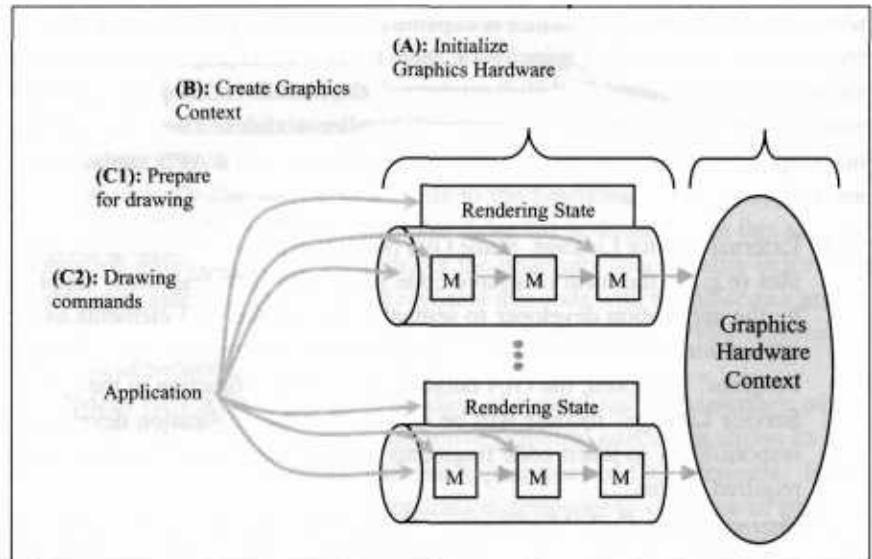 (A): Initialize
Graphics Hardware
(B): Create Graphics
Context
(C1): Prepare
for drawing
Rendering State
M M M
(C2): Drawing
commands
Graphics
Hardware
Context
Application
Rendering State
M M M